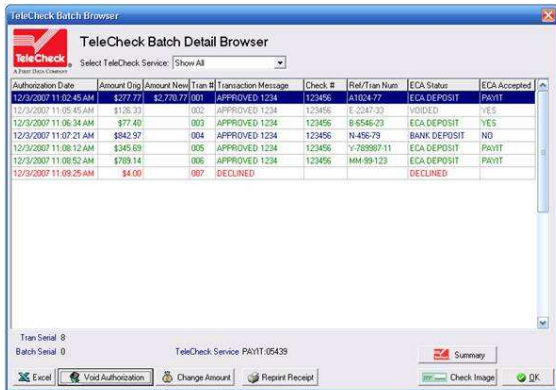 TeleCheck Batch Browser
TeleCheck
A FIRST DATA COMPANY
TeleCheck Batch Detail Browser
Select TeleCheck Service: Show All
Authorization Date Amount Orig Amount New Tran # Transaction Message Check # Ref/Tran Num ECA Status ECA Accepted
12/3/2007 11:02:45 AM $277.77 $2,770.77 001 APPROVED 1234 123456 A1024-77 ECA DEPOSIT PAYIT
12/3/2007 11:05:45 AM $126.33 002 APPROVED 1234 123456 E-2247-33 VOIDED YES
12/3/2007 11:06:34 AM $77.40 003 APPROVED 1234 123456 B-6546-23 ECA DEPOSIT YES
12/3/2007 11:07:21 AM $842.97 004 APPROVED 1234 123456 N-456-79 BANK DEPOSIT NO
12/3/2007 11:08:12 AM $345.69 005 APPROVED 1234 123456 Y-789987-11 ECA DEPOSIT PAYIT
12/3/2007 11:08:52 AM $789.14 006 APPROVED 1234 123456 MM-99-123 ECA DEPOSIT PAYIT
12/3/2007 11:09:25 AM $4.00 007 DECLINED DECLINED
Tran Serial 8
Batch Serial 0 TeleCheck Service PAYIT:05439 Summary
Excel Void Authorization Change Amount Reprint Receipt Check Image OK